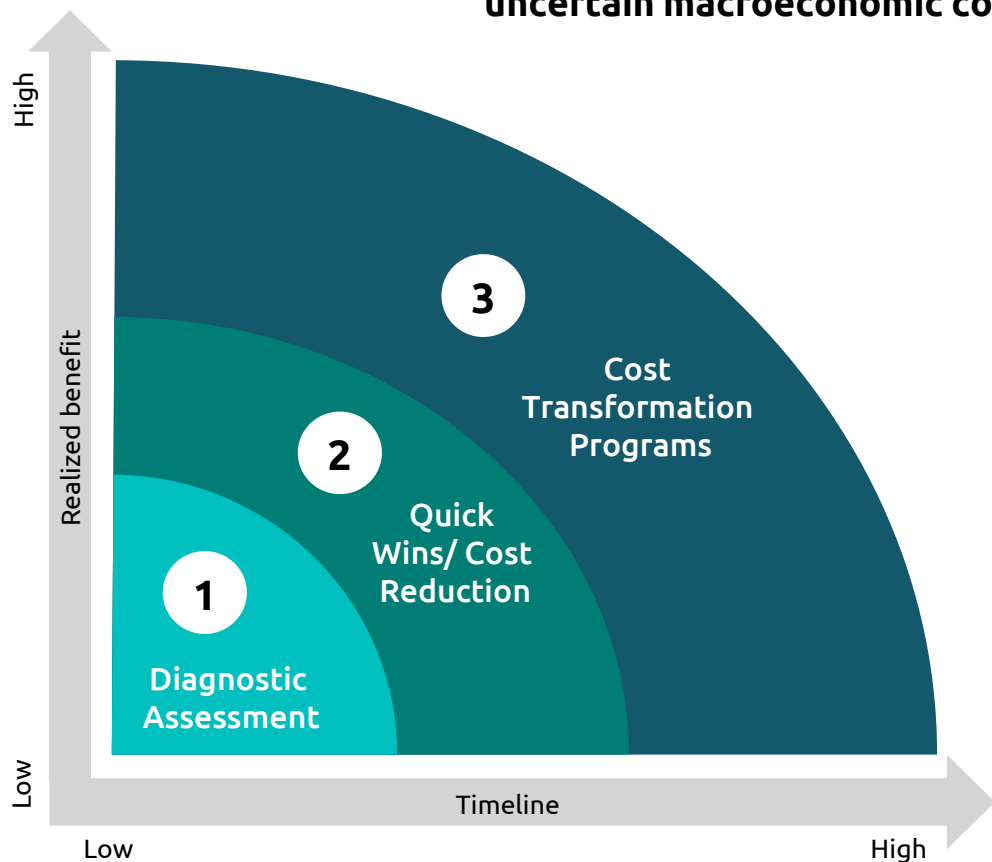 uncertain macroeconomic co
High
3
Cost
Transformation
Programs
Realized benefit
2
Quick
Wins/ Cost
Reduction
1
Diagnostic
Assessment
Low
Timeline
Low
High